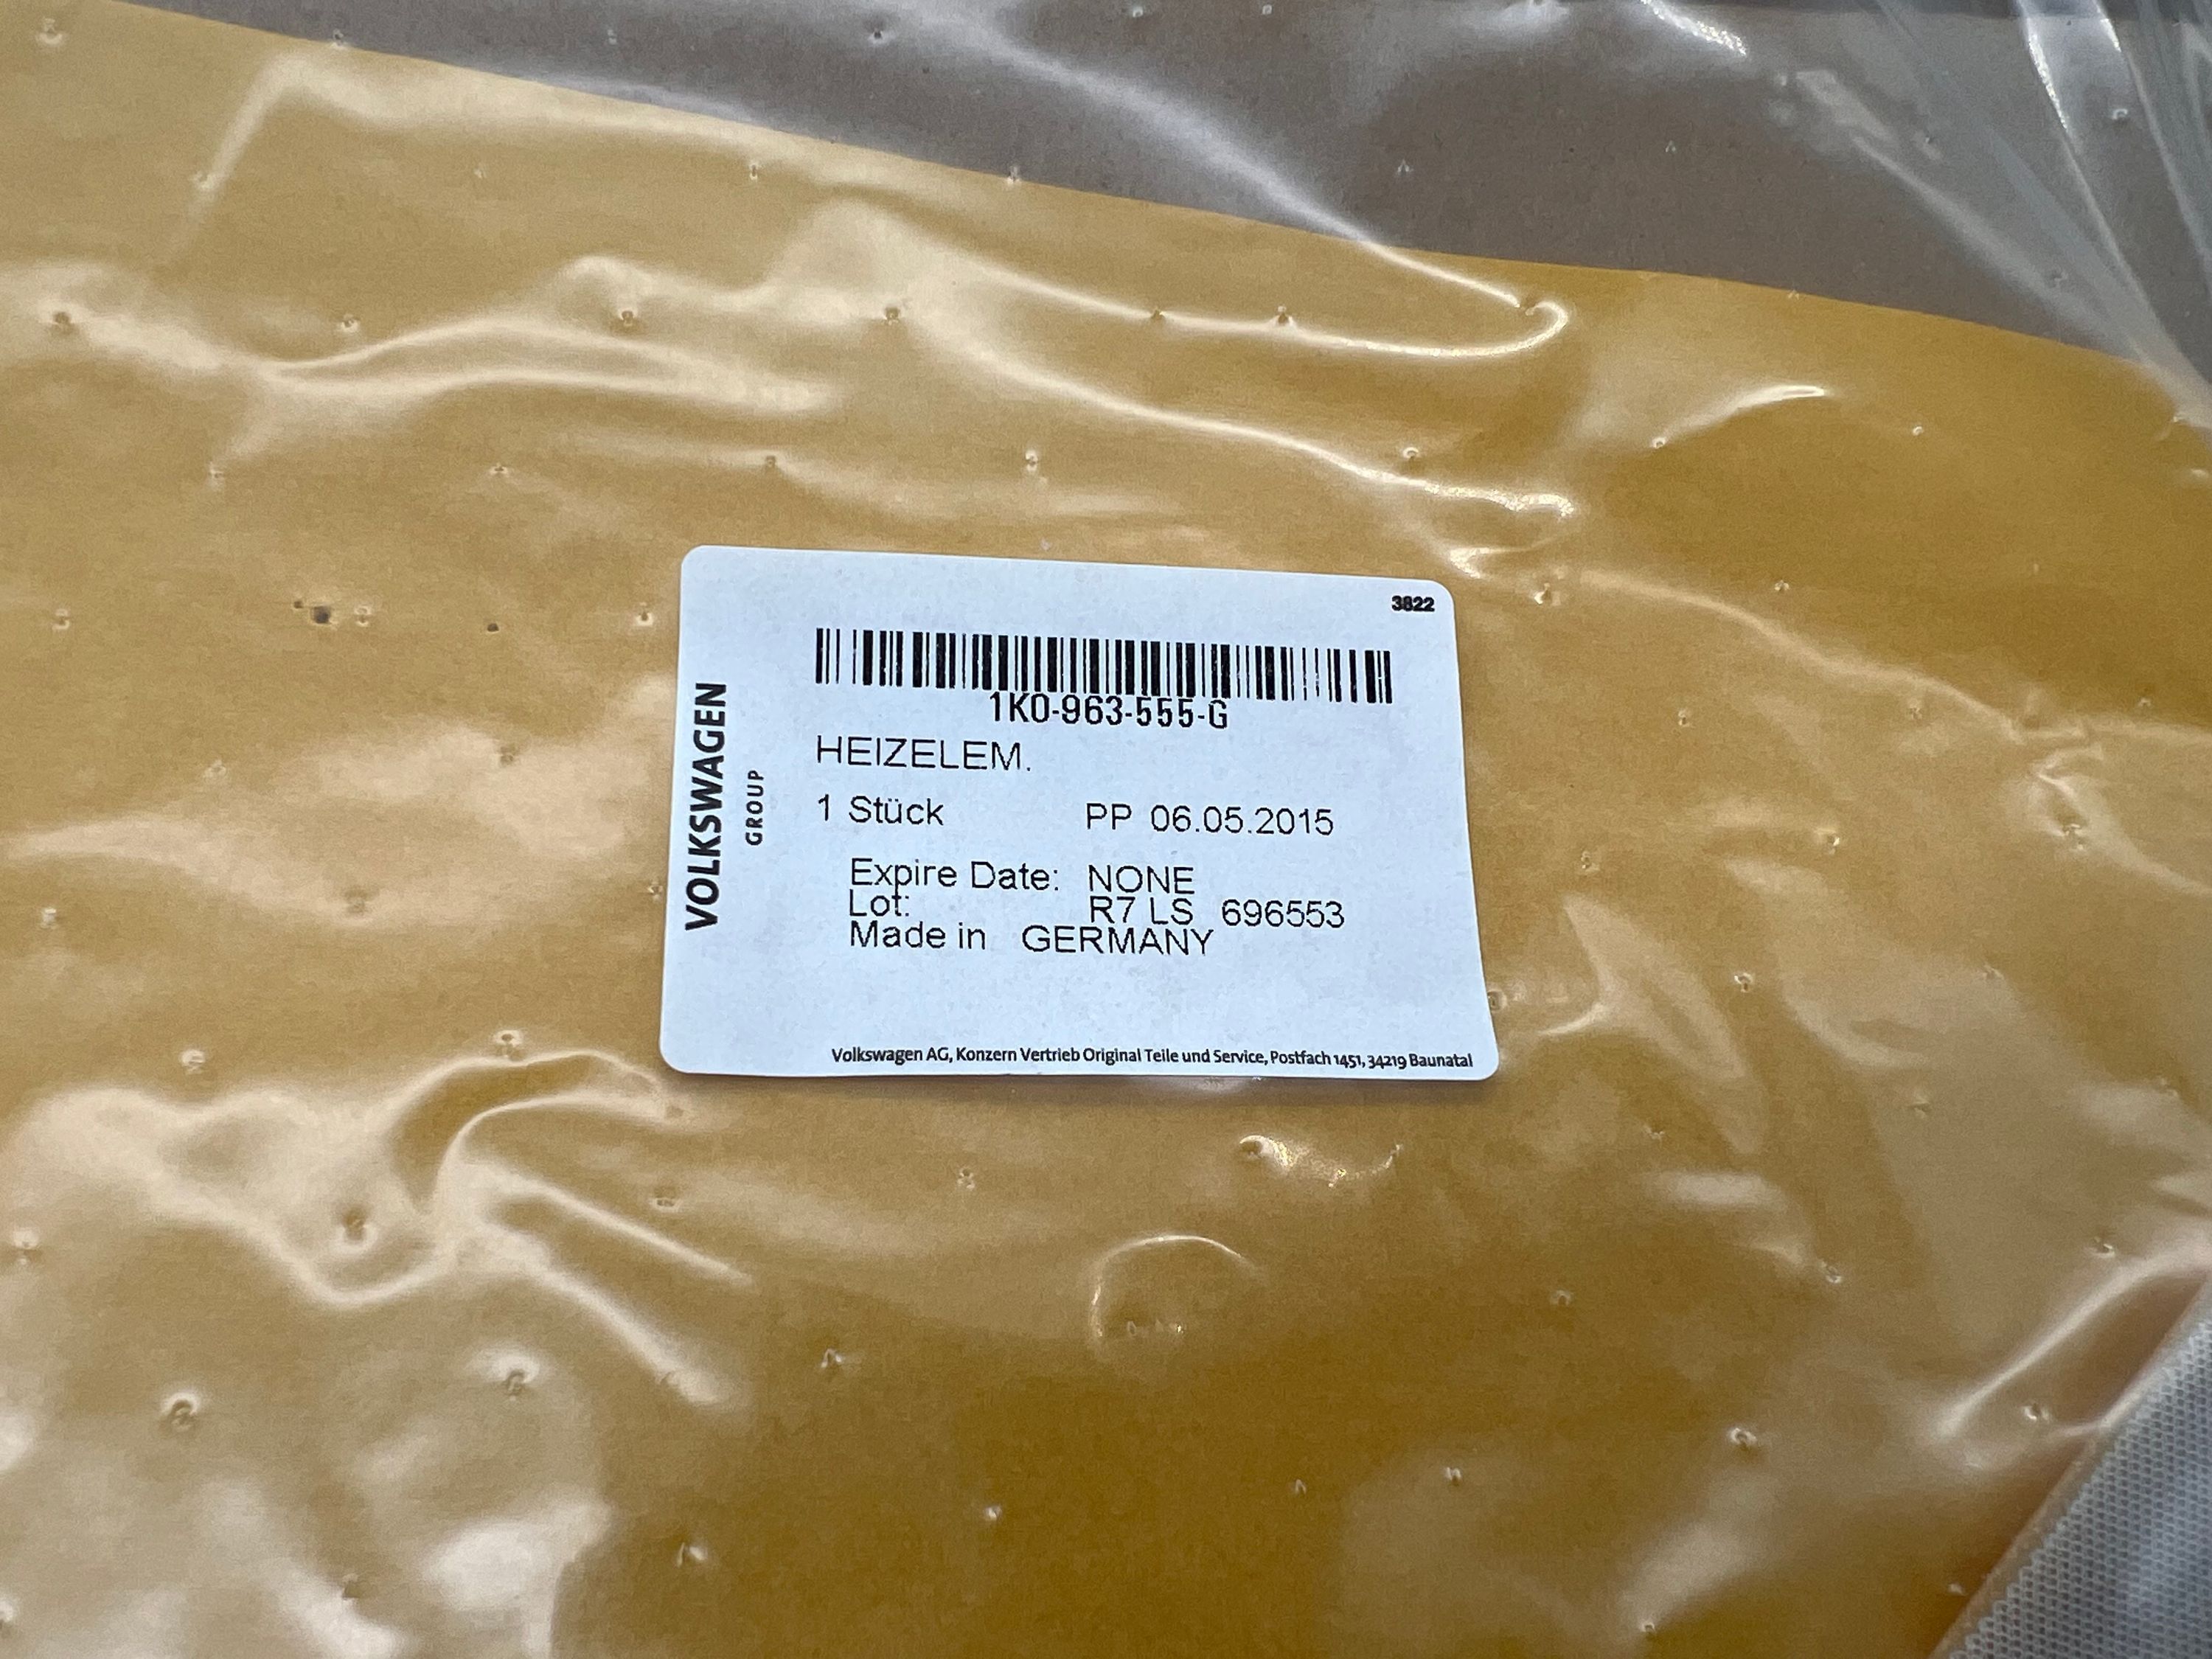 3822
1K0-963-555-G
HEIZELEM.
1 Stück PP 06.05.2015
Expire Date: NONE
Lot: R7 LS 696553
Made in GERMANY
VOLKSWAGEN
GROUP
Volkswagen AG, Konzern Vertrieb Original Teile und Service, Postfach 1451, 34219 Baunatal